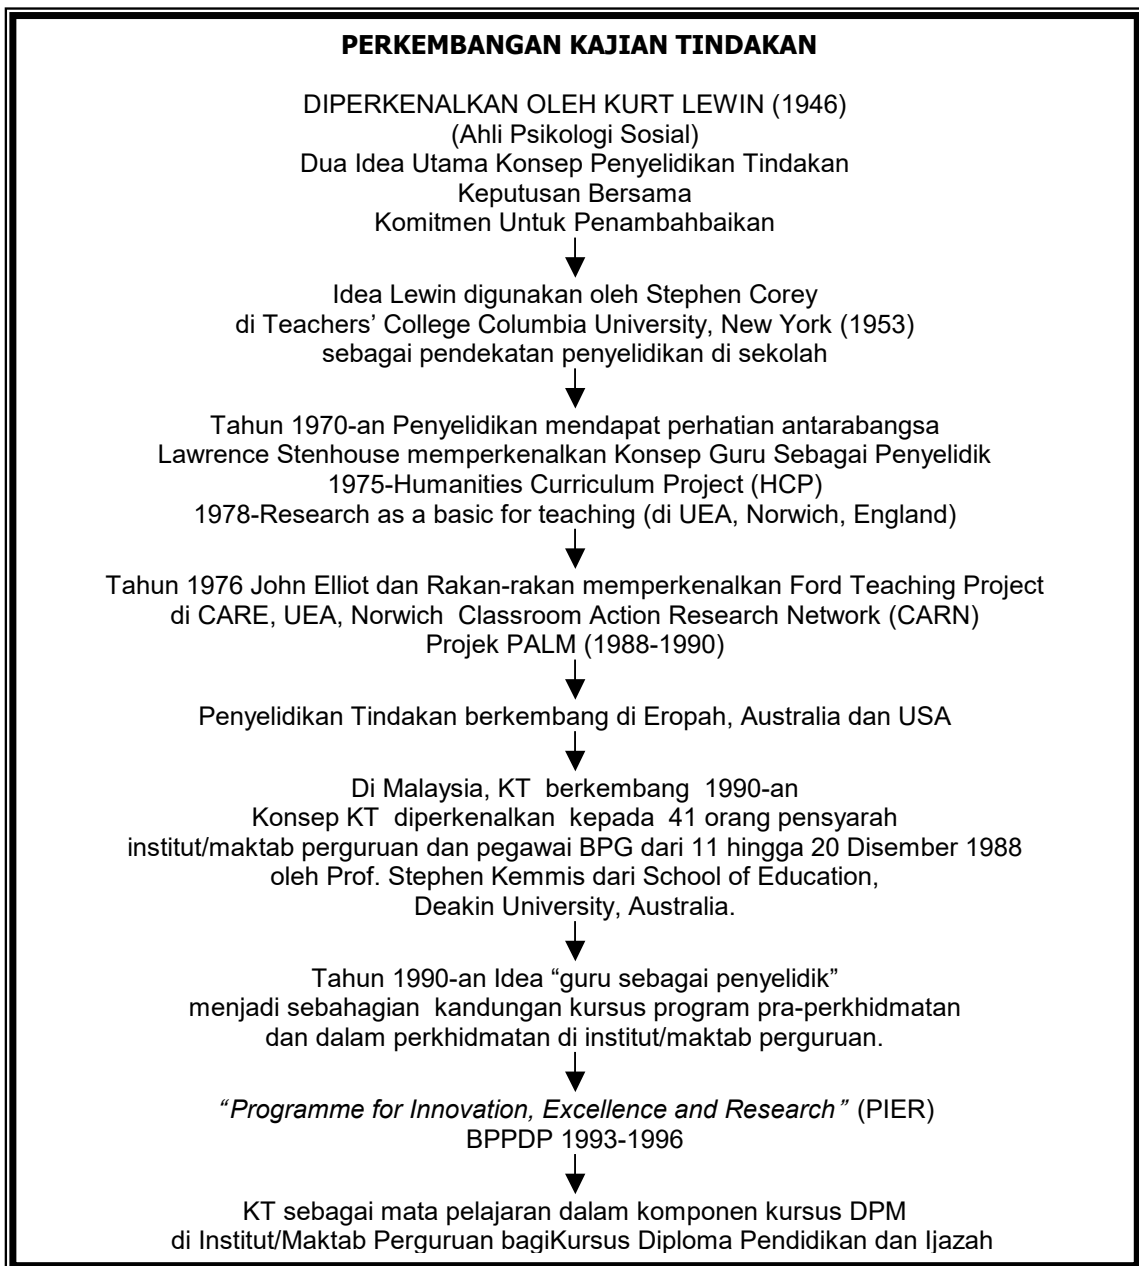 PERKEMBANGAN KAJIAN TINDAKAN
DIPERKENALKAN OLEH KURT LEWIN (1946)
(Ahli Psikologi Sosial)
Dua Idea Utama Konsep Penyelidikan Tindakan
Keputusan Bersama
Komitmen Untuk Penambahbaikan
Idea Lewin digunakan oleh Stephen Corey
di Teachers’ College Columbia University, New York (1953)
sebagai pendekatan penyelidikan di sekolah
Tahun 1970-an Penyelidikan mendapat perhatian antarabangsa
Lawrence Stenhouse memperkenalkan Konsep Guru Sebagai Penyelidik
1975-Humanities Curriculum Project (HCP)
1978-Research as a basic for teaching (di UEA, Norwich, England)
Tahun 1976 John Elliot dan Rakan-rakan memperkenalkan Ford Teaching Project
di CARE, UEA, Norwich Classroom Action Research Network (CARN)
Projek PALM (1988-1990)
Penyelidikan Tindakan berkembang di Eropah, Australia dan USA
Di Malaysia, KT berkembang 1990-an
Konsep KT diperkenalkan kepada 41 orang pensyarah
institut/maktab perguruan dan pegawai BPG dari 11 hingga 20 Disember 1988
oleh Prof. Stephen Kemmis dari School of Education,
Deakin University, Australia.
Tahun 1990-an Idea “guru sebagai penyelidik”
menjadi sebahagian kandungan kursus program pra-perkhidmatan
dan dalam perkhidmatan di institut/maktab perguruan.
“Programme for Innovation, Excellence and Research” (PIER)
BPPDP 1993-1996
KT sebagai mata pelajaran dalam komponen kursus DPM
di Institut/Maktab Perguruan bagiKursus Diploma Pendidikan dan Ijazah